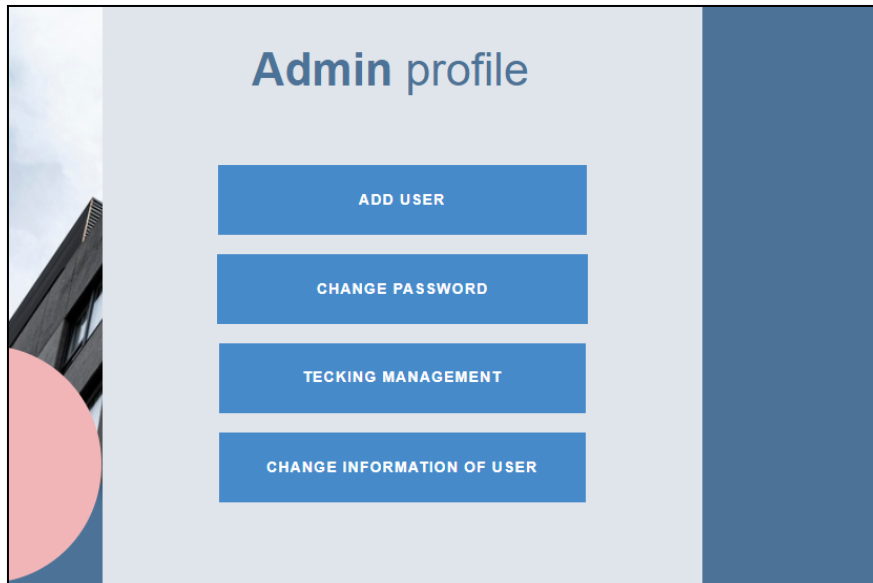 Admin profile
ADD USER
CHANGE PASSWORD
TECKING MANAGEMENT
CHANGE INFORMATION OF USER